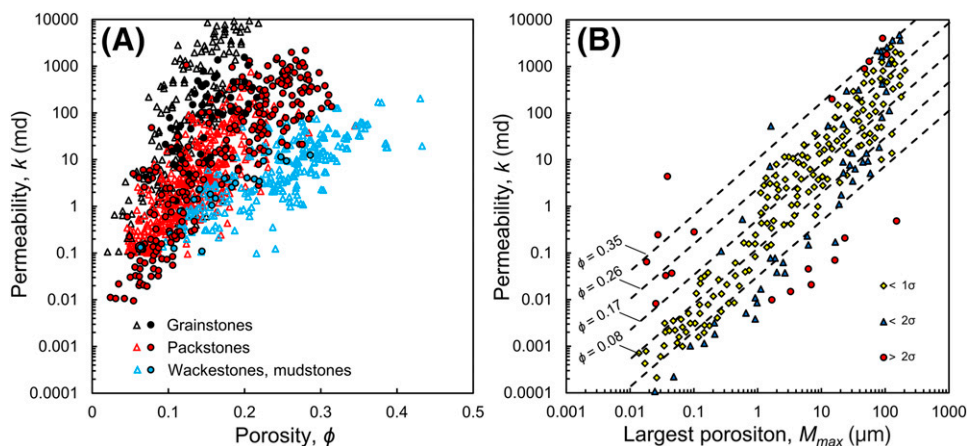 (A)
Permeability, k (md)
10000
1000
100
10
1
0.1
0.01
0.001
0.0001
Grainstones
Packstones
Wackestones, mudstones
0
0.1
0.2
0.3
0.4
0.5
Porosity, ϕ
(B)
Permeability, k (md)
10000
1000
100
10
1
0.1
0.01
0.001
0.0001
ϕ = 0.35
ϕ = 0.26
ϕ = 0.17
ϕ = 0.08
< 1σ
< 2σ
> 2σ
0.001
0.01
0.1
1
10
100
1000
Largest porositon, Mmax (µm)